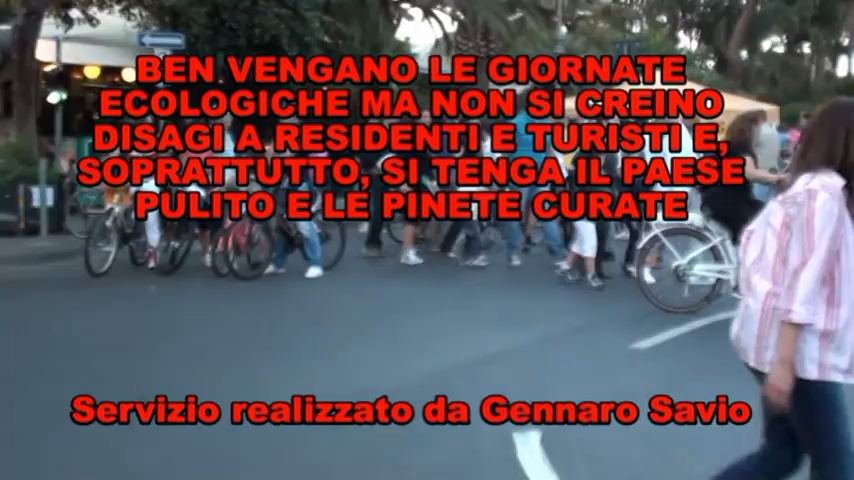 BEN VENGANO LE GIORNATE
ECOLOGICHE MA NON SI CREINO
DISAGI A RESIDENTI E TURISTI E,
SOPRATTUTTO, SI TENGA IL PAESE
PULITO E LE PINETE CURATE
Servizio realizzato da Gennaro Savio